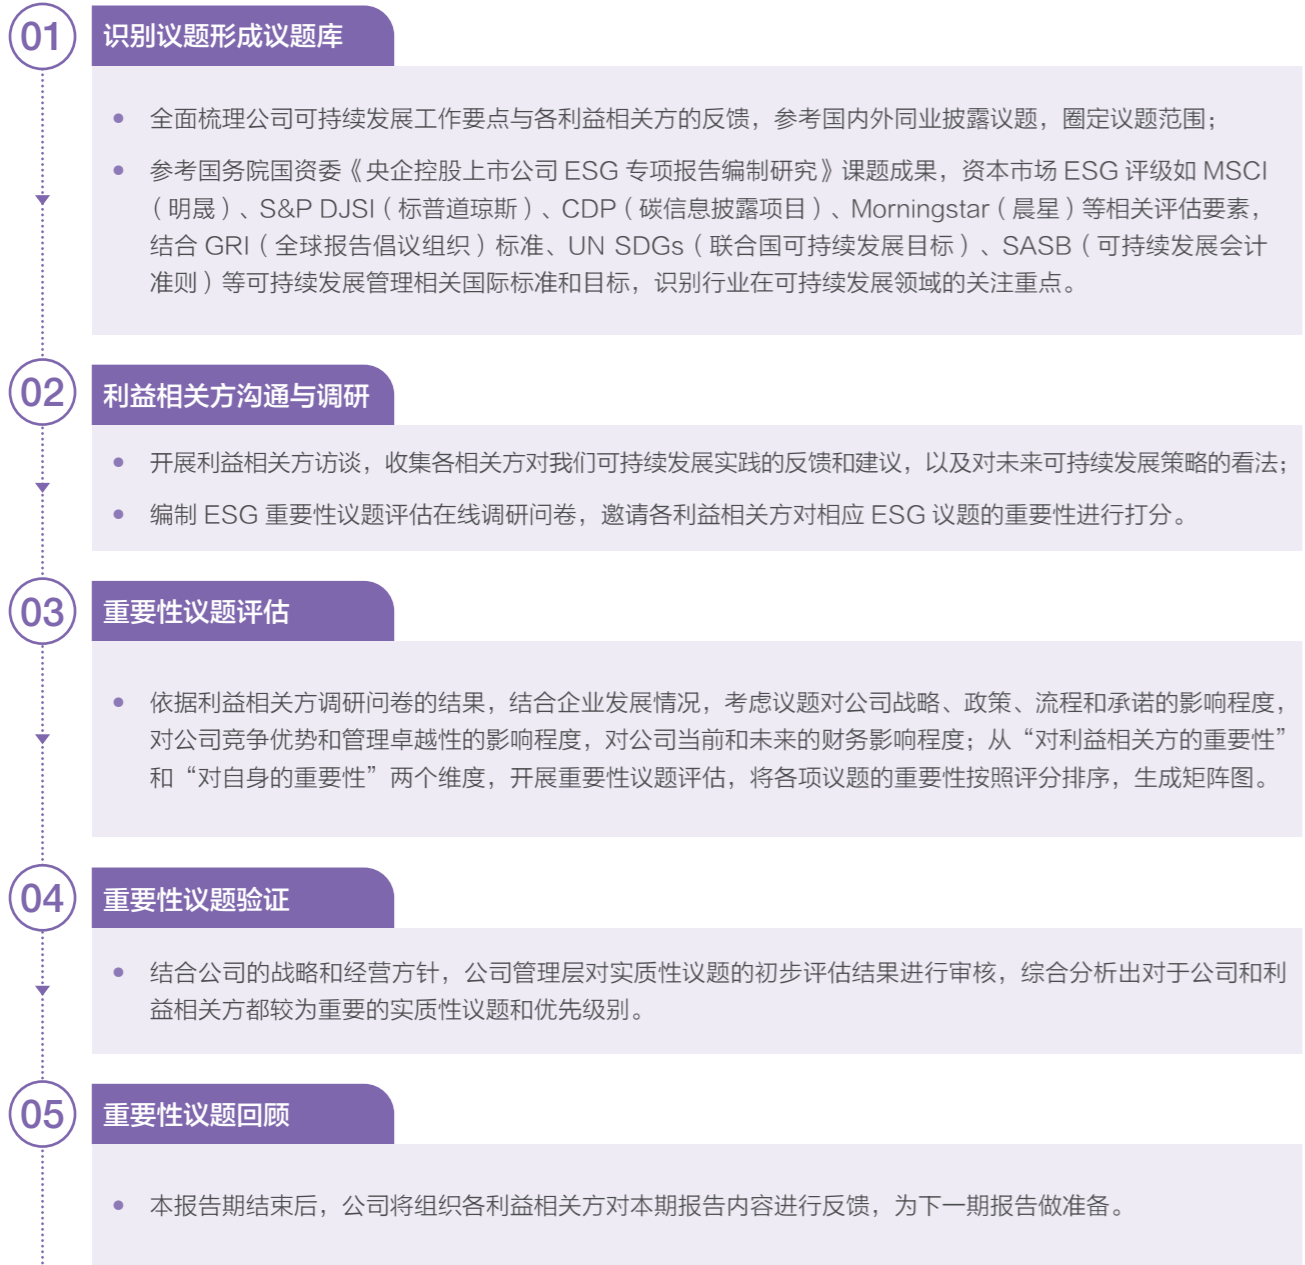 01
识别议题形成议题库
• 全面梳理公司可持续发展工作要点与各利益相关方的反馈，参考国内外同业披露议题，圈定议题范围；
• 参考国务院国资委《央企控股上市公司 ESG 专项报告编制研究》课题成果，资本市场 ESG 评级如 MSCI
（明晟）、S&P DJSI（标普道琼斯）、CDP（碳信息披露项目）、Morningstar（晨星）等相关评估要素，
结合 GRI（全球报告倡议组织）标准、UN SDGs（联合国可持续发展目标）、SASB（可持续发展会计
准则）等可持续发展管理相关国际标准和目标，识别行业在可持续发展领域的关注重点。
02
利益相关方沟通与调研
• 开展利益相关方访谈，收集各相关方对我们可持续发展实践的反馈和建议，以及对未来可持续发展策略的看法；
• 编制 ESG 重要性议题评估在线调研问卷，邀请各利益相关方对相应 ESG 议题的重要性进行打分。
03
重要性议题评估
• 依据利益相关方调研问卷的结果，结合企业发展情况，考虑议题对公司战略、政策、流程和承诺的影响程度，
对公司竞争优势和管理卓越性的影响程度，对公司当前和未来的财务影响程度；从“对利益相关方的重要性”
和“对自身的重要性”两个维度，开展重要性议题评估，将各项议题的重要性按照评分排序，生成矩阵图。
04
重要性议题验证
• 结合公司的战略和经营方针，公司管理层对实质性议题的初步评估结果进行审核，综合分析出对于公司和利
益相关方都较为重要的实质性议题和优先级别。
05
重要性议题回顾
• 本报告期结束后，公司将组织各利益相关方对本期报告内容进行反馈，为下一期报告做准备。